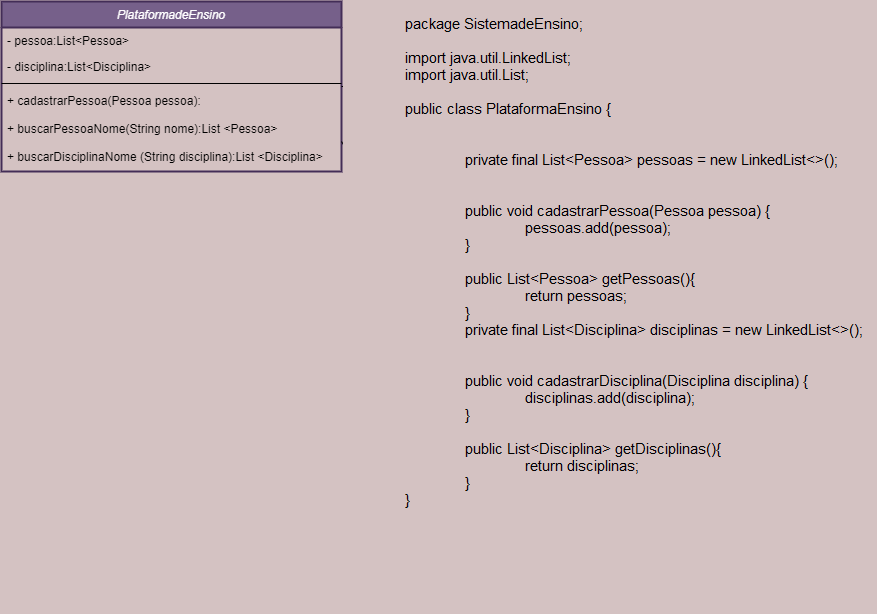 PlataformadeEnsino
- pessoa:List<Pessoa>
- disciplina:List<Disciplina>
+ cadastrarPessoa(Pessoa pessoa):
+ buscarPessoaNome(String nome):List <Pessoa>
+ buscarDisciplinaNome (String disciplina):List <Disciplina>
package SistemadeEnsino;
import java.util.LinkedList;
import java.util.List;
public class PlataformaEnsino {
private final List<Pessoa> pessoas = new LinkedList<>();
public void cadastrarPessoa(Pessoa pessoa) {
pessoas.add(pessoa);
}
public List<Pessoa> getPessoas(){
return pessoas;
}
private final List<Disciplina> disciplinas = new LinkedList<>();
public void cadastrarDisciplina(Disciplina disciplina) {
disciplinas.add(disciplina);
}
public List<Disciplina> getDisciplinas(){
return disciplinas;
}
}